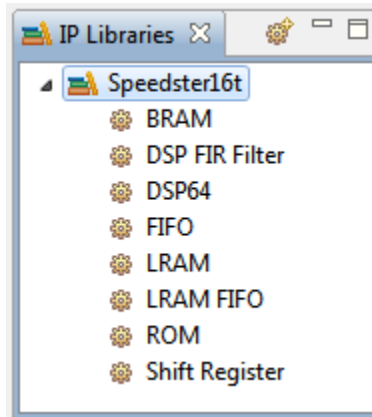 IP Libraries
Speedster16t
BRAM
DSP FIR Filter
DSP64
FIFO
LRAM
LRAM FIFO
ROM
Shift Register